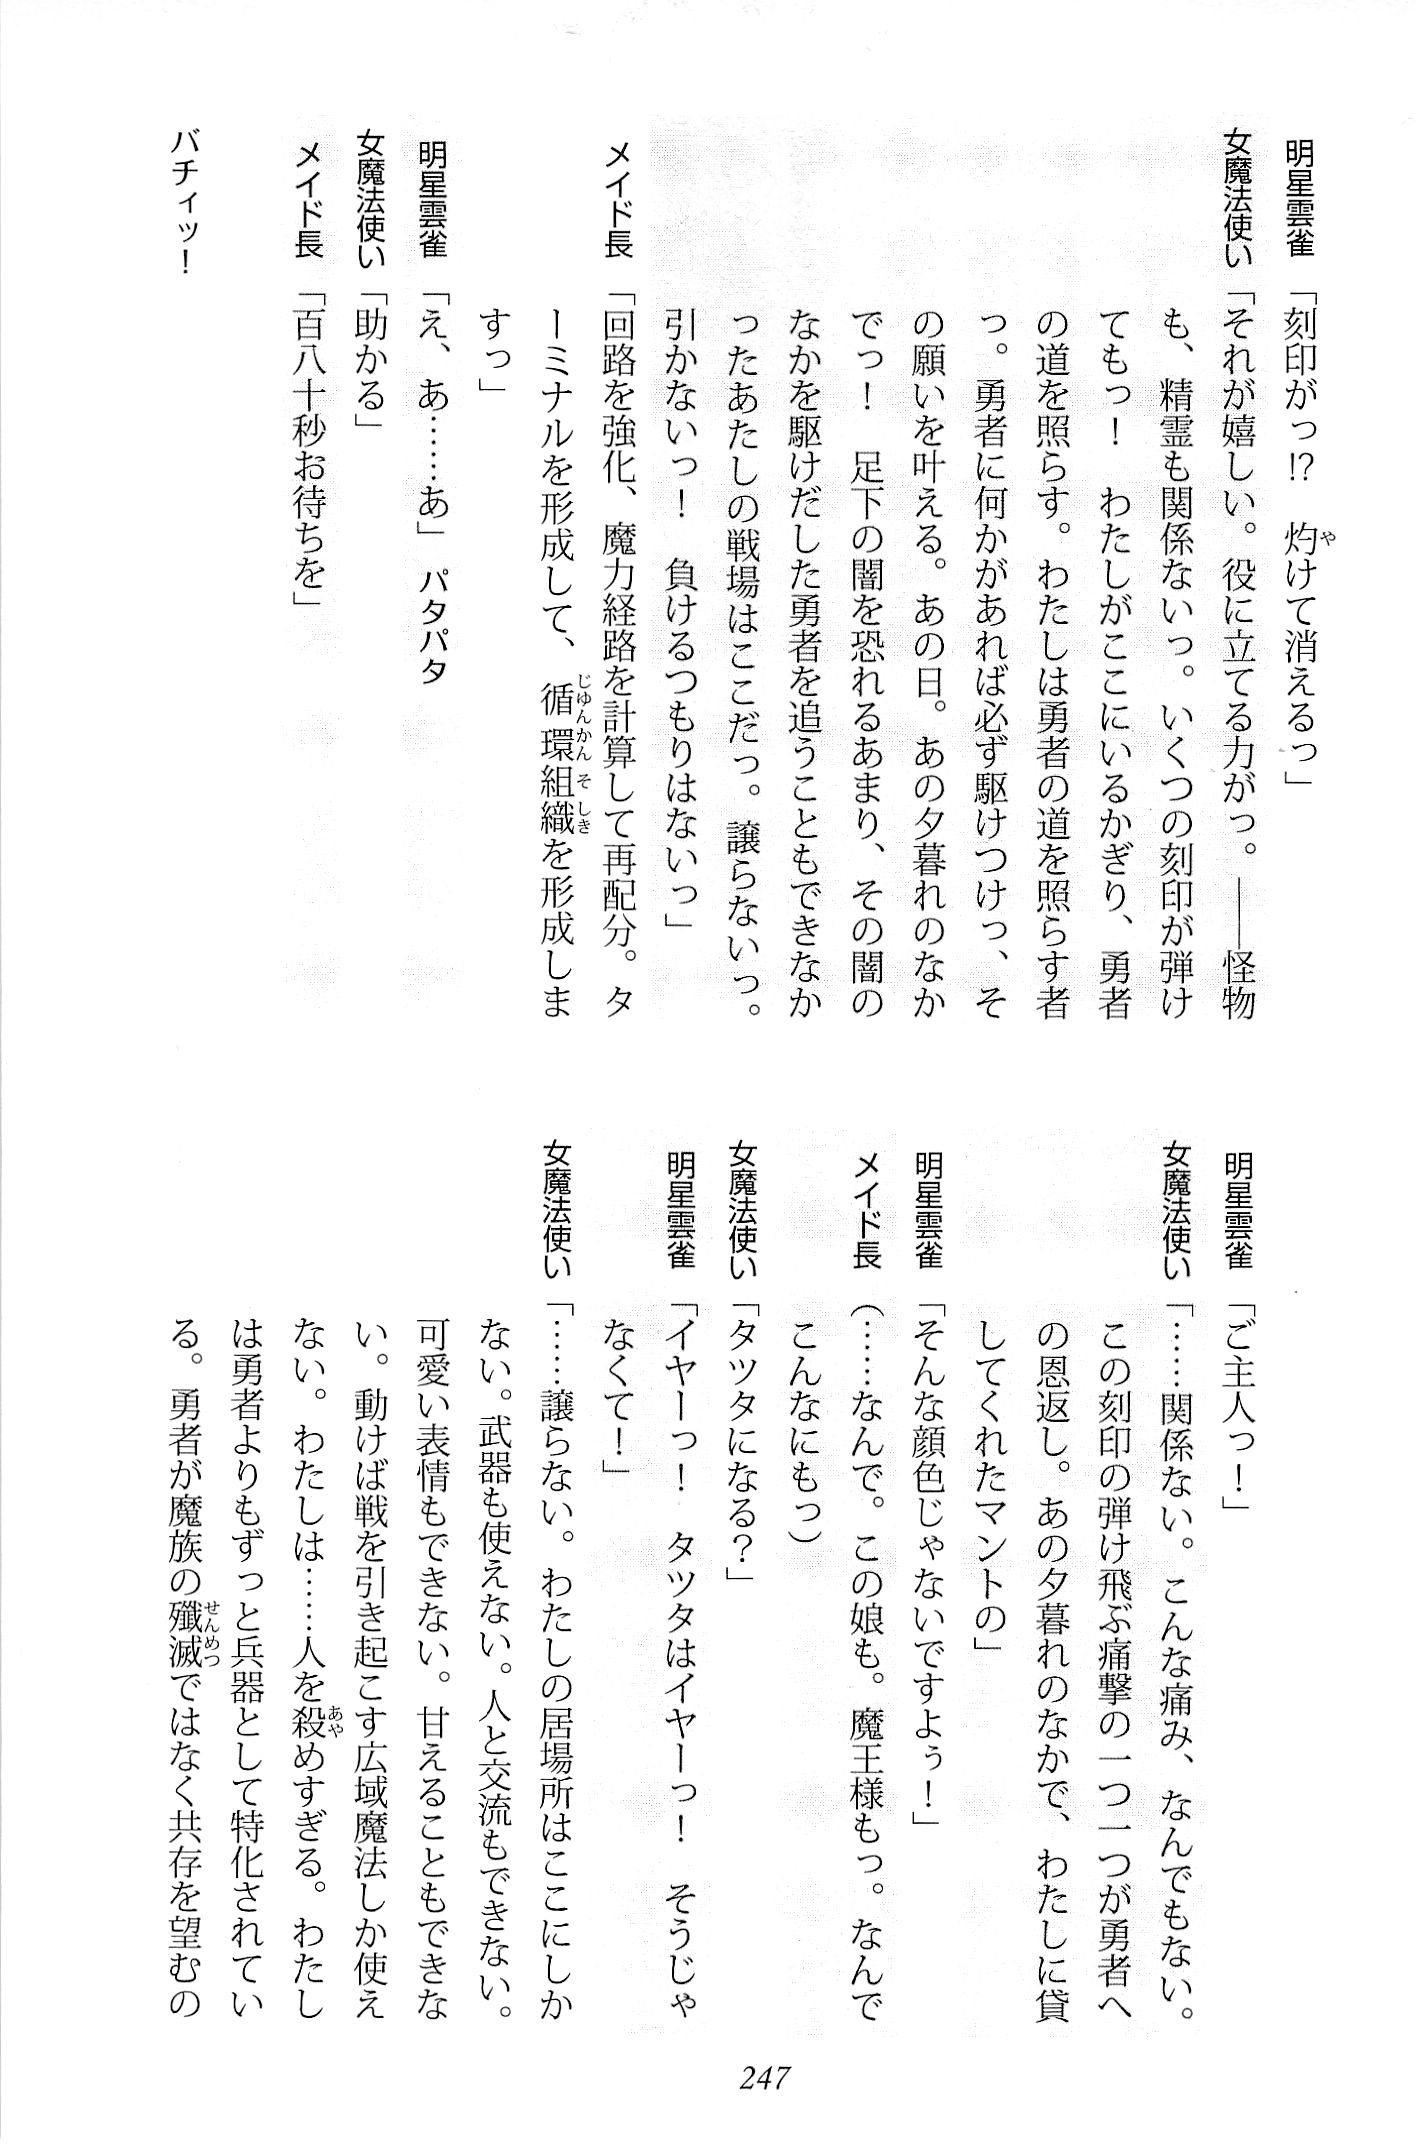 明星雲雀「刻印がっ!? 灼けて消えるっ」
女魔法使い「それが嬉しい。役に立てる力がっ。――怪物
も、精霊も関係ないっ。いくつの刻印が弾け
てもっ！　わたしがここにいるかぎり、勇者
の道を照らす。わたしは勇者の道を照らす者
っ。勇者に何かがあれば必ず駆けつけっ、そ
の願いを叶える。あの日。あの夕暮れのなか
でっ！　足下の闇を恐れるあまり、その闇の
なかを駆けだした勇者を追うこともできなか
ったあたしの戦場はここだっ。譲らないっ。
引かないっ！　負けるつもりはないっ」
メイド長「回路を強化、魔力経路を計算して再配分。タ
ーミナルを形成して、循環組織を形成しま
すっ」
明星雲雀「え、あ……あ」　パタパタ
女魔法使い「助かる」
メイド長「百八十秒お待ちを」
バチィッ！
明星雲雀「ご主人っ！」
女魔法使い「……関係ない。こんな痛み、なんでもない。
この刻印の弾け飛ぶ痛撃の一つ一つが勇者へ
の恩返し。あの夕暮れのなかで、わたしに貸
してくれたマントの」
明星雲雀「そんな顔色じゃないですよぅ！」
メイド長（……なんで。この娘も。魔王様もっ。なんで
こんなにもっ）
女魔法使い「タツタになる？」
明星雲雀「イヤーっ！　タツタはイヤーっ！　そうじゃ
なくて！」
女魔法使い「……譲らない。わたしの居場所はここにしか
ない。武器も使えない。人と交流もできない。
可愛い表情もできない。甘えることもできな
い。動けば戦を引き起こす広域魔法しか使え
ない。わたしは……人を殺めすぎる。わたし
は勇者よりもずっと兵器として特化されてい
る。勇者が魔族の殲滅ではなく共存を望むの
247